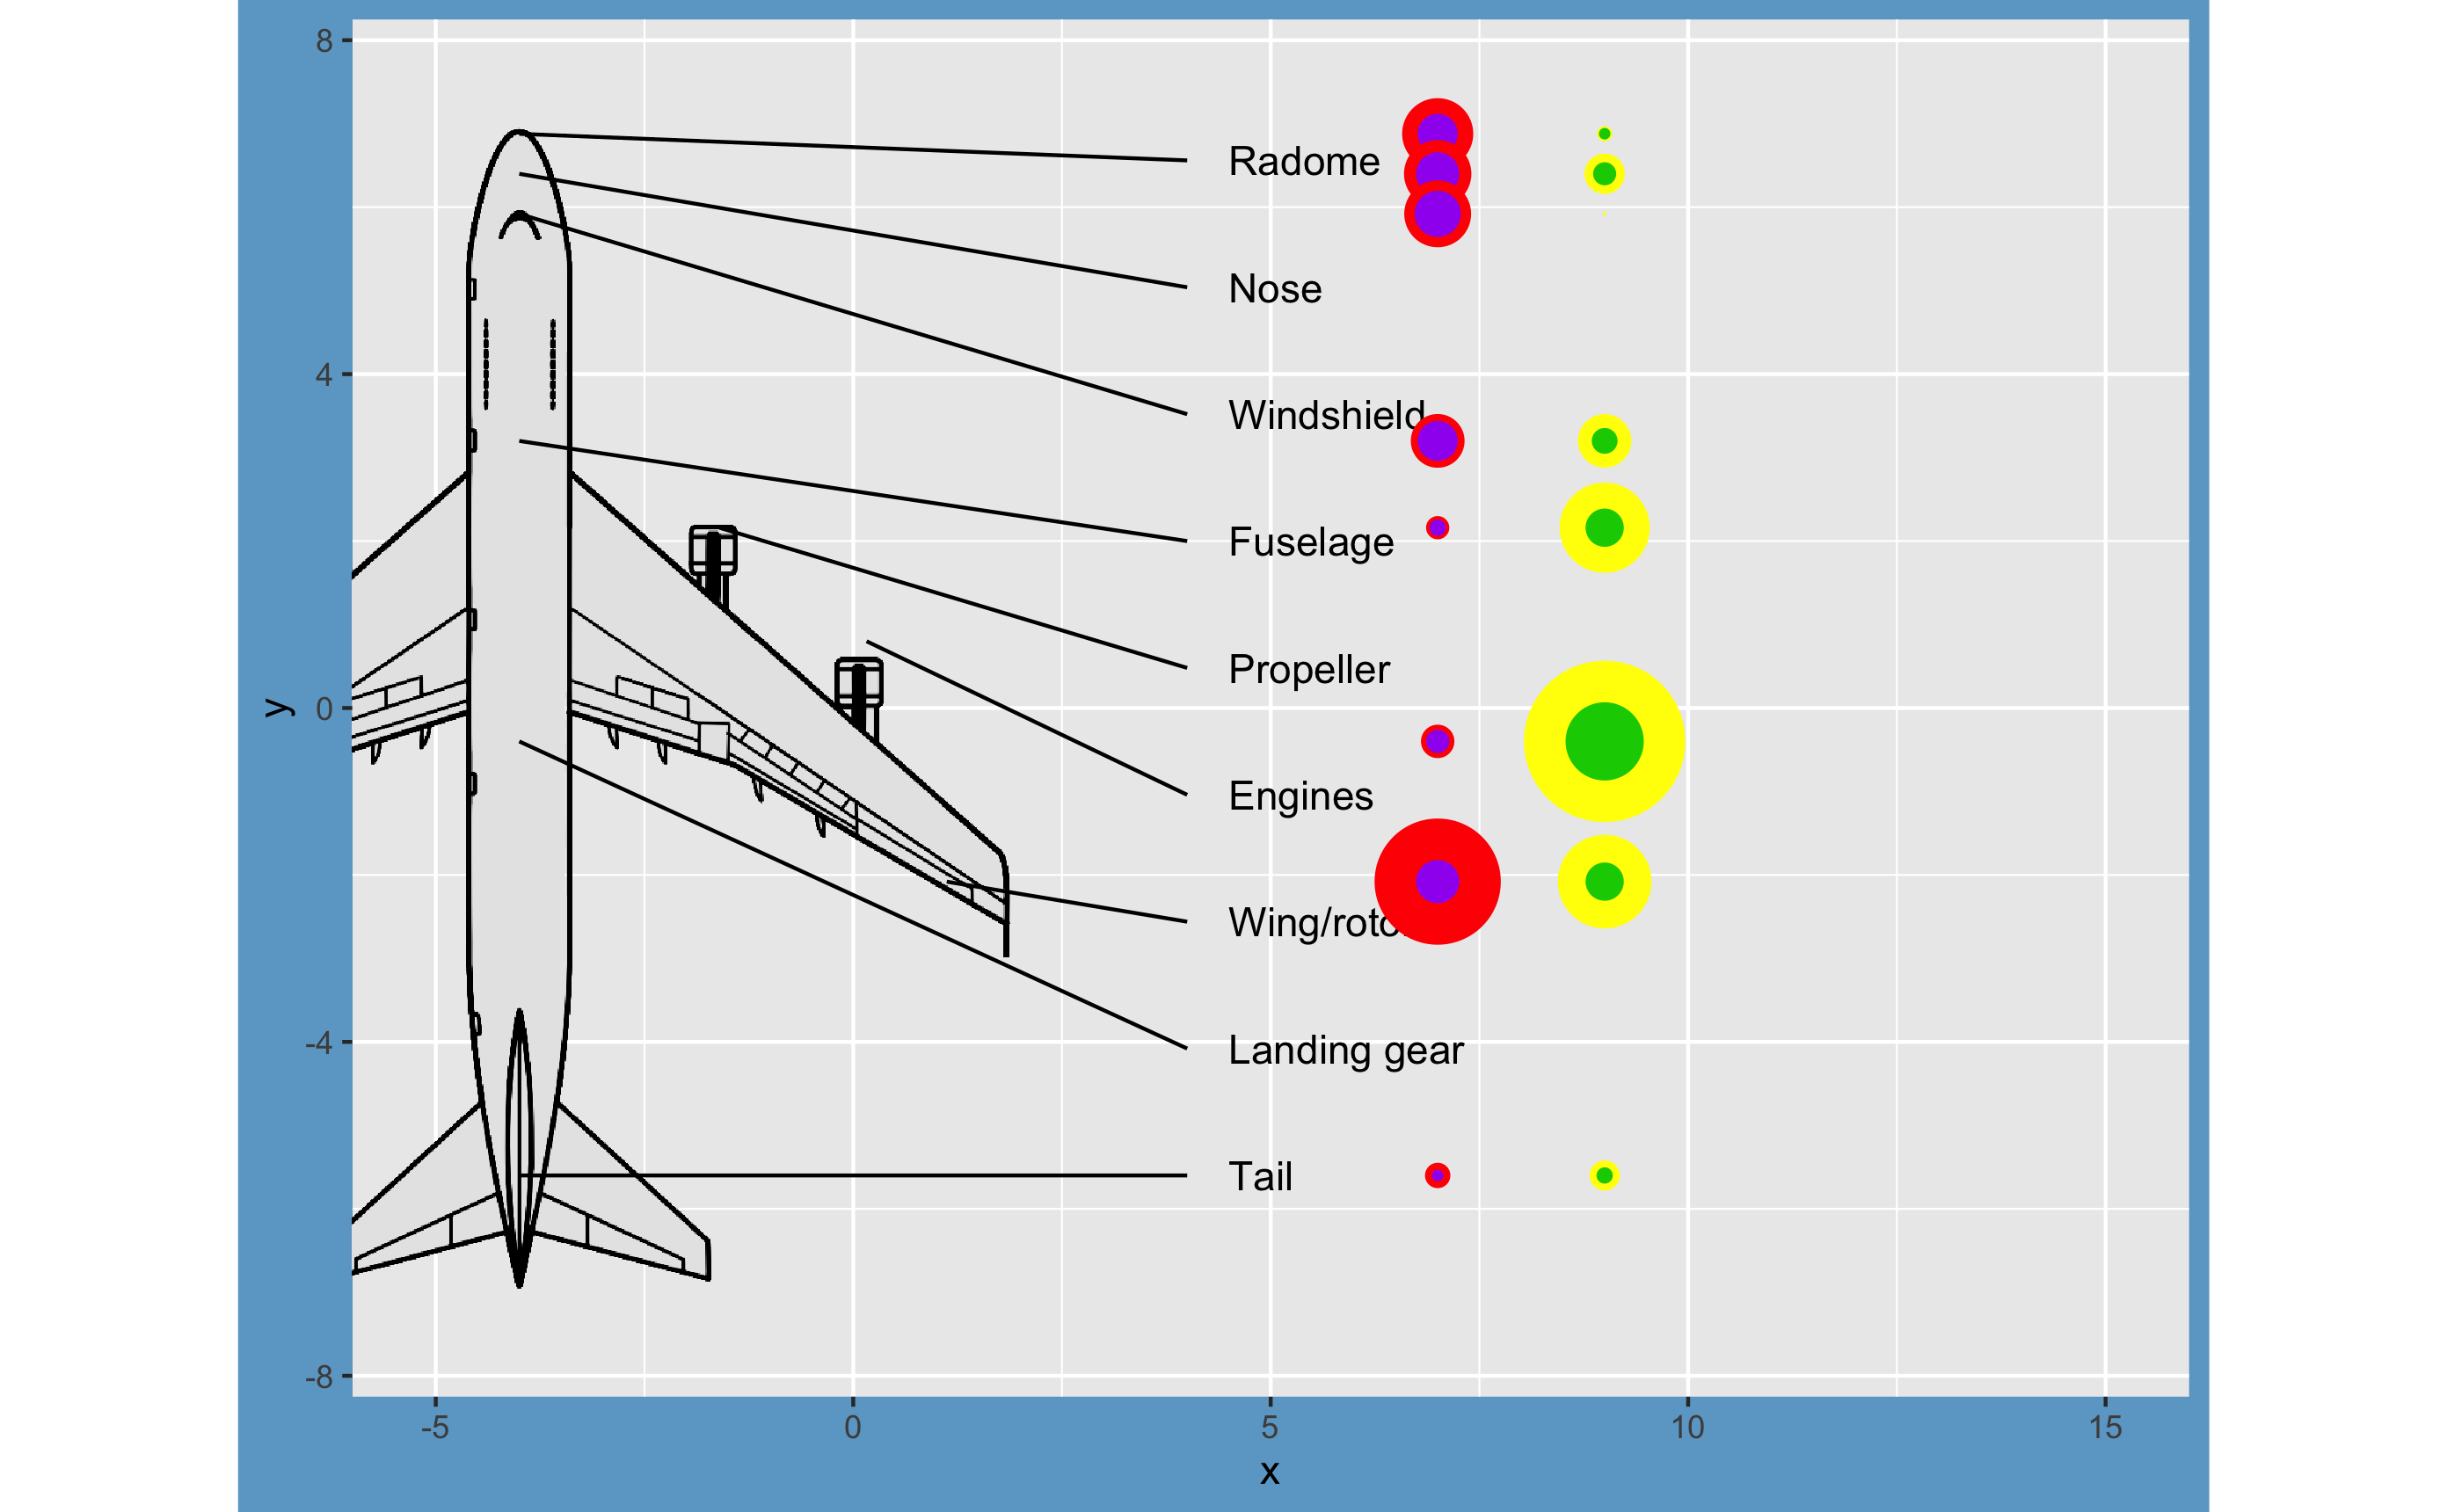 8
Radome
Nose
4
Windshield
Fuselage
Propeller
y
0
Engines
Wing/roto
-4
Landing gear
Tail
-8
-5
0
5
10
15
x